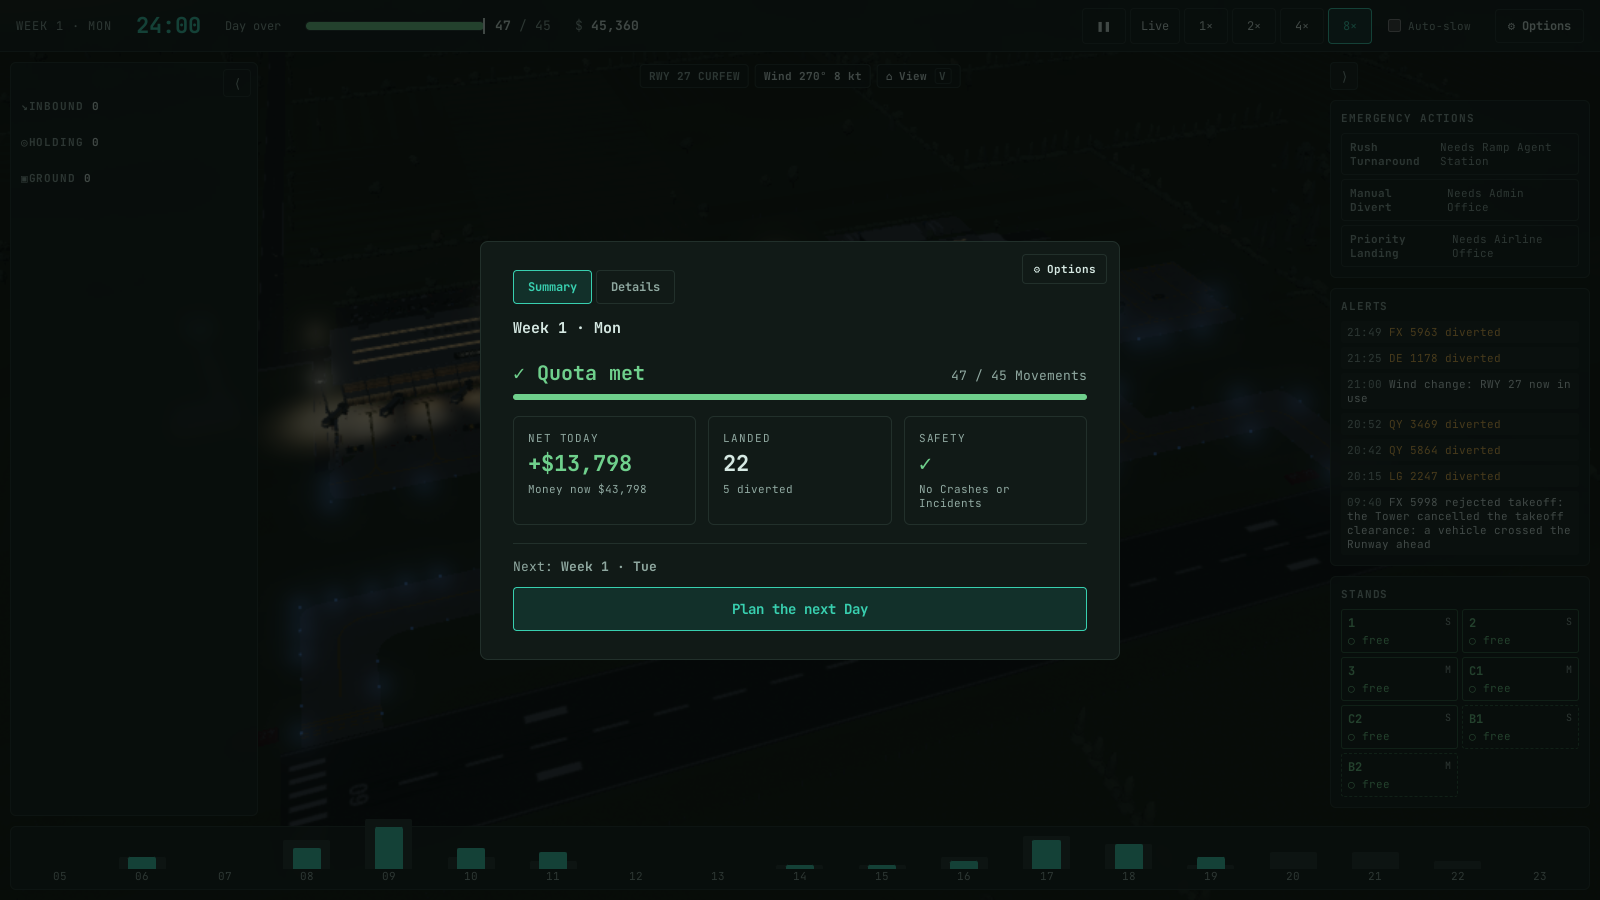 WEEK 1 · MON 24:00 Day over 47 / 45 $ 45,360
Live 1× 2× 4× 8× Auto-slow ⚙ Options
RWY 27 CURFEW Wind 270° 8 kt ⌂ View V
↘INBOUND 0
◎HOLDING 0
▣GROUND 0
Summary Details ⚙ Options
Week 1 · Mon
✓ Quota met 47 / 45 Movements
NET TODAY
+$13,798
Money now $43,798
LANDED
22
5 diverted
SAFETY
✓
No Crashes or
Incidents
Next: Week 1 · Tue
Plan the next Day
EMERGENCY ACTIONS
Rush Turnaround Needs Ramp Agent Station
Manual Divert Needs Admin Office
Priority Landing Needs Airline Office
ALERTS
21:49 FX 5963 diverted
21:25 DE 1178 diverted
21:00 Wind change: RWY 27 now in
use
20:52 QY 3469 diverted
20:42 QY 5864 diverted
20:15 LG 2247 diverted
09:40 FX 5998 rejected takeoff:
the Tower cancelled the takeoff
clearance: a vehicle crossed the
Runway ahead
STANDS
1 S
○ free
2 S
○ free
3 M
○ free
C1 M
○ free
C2 S
○ free
B1 S
○ free
B2 M
○ free
05 06 07 08 09 10 11 12 13 14 15 16 17 18 19 20 21 22 23